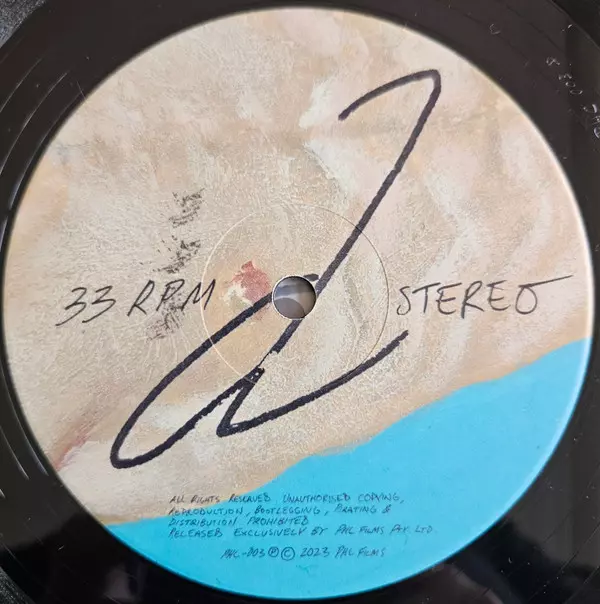 2
33 RPM
STEREO
ALL RIGHTS RESERVED. UNAUTHORISED COPYING,
REPRODUCTION, BOOTLEGGING, PIRATING &
DISTRIBUTION PROHIBITED
RELEASED EXCLUSIVELY BY PHC FILMS PTY LTD.
PHC-003 ℗ © 2023 PHC FILMS